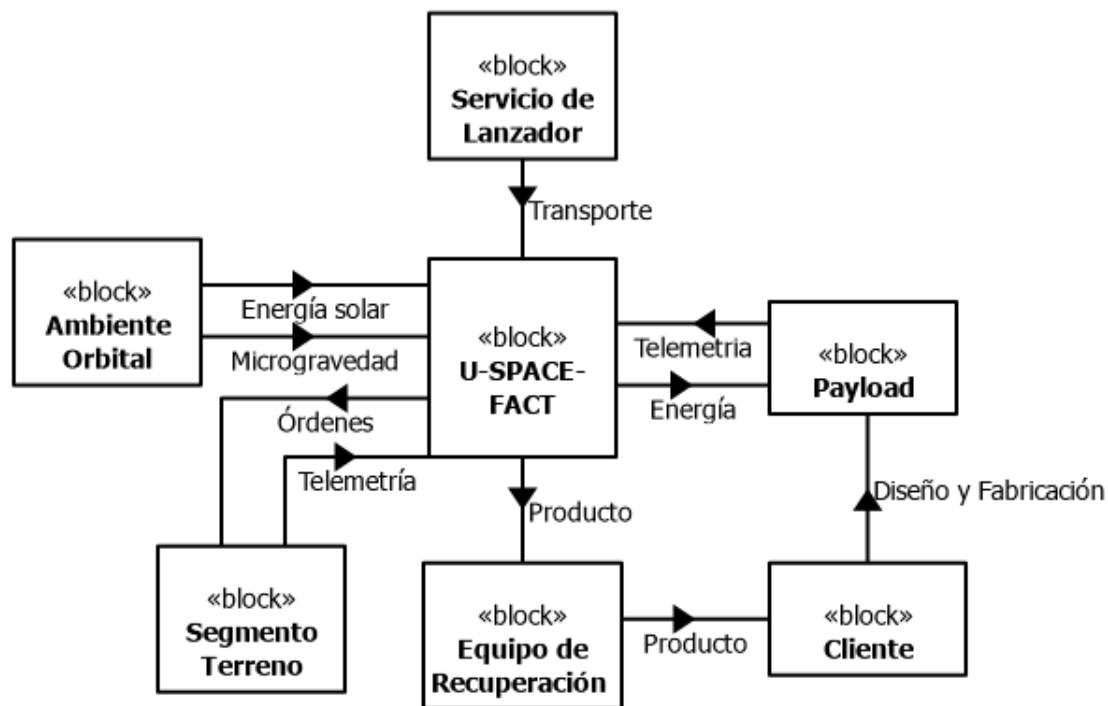 «block»
Servicio de
Lanzador
Transporte
«block»
Ambiente
Orbital
Energía solar
Microgravedad
«block»
U-SPACE-
FACT
Telemetria
Energía
«block»
Payload
Órdenes
Telemetría
Producto
Diseño y Fabricación
«block»
Segmento
Terreno
«block»
Equipo de
Recuperación
Producto
«block»
Cliente